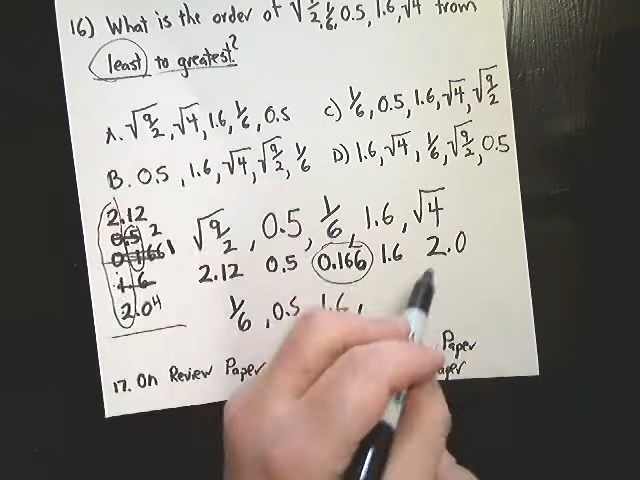 16) What is the order of √9/2, 1/6, 0.5, 1.6, √4 from
least to greatest?
A. √9/2, √4, 1.6, 1/6, 0.5 C) 1/6, 0.5, 1.6, √4, √9/2
B. 0.5, 1.6, √4, √9/2, 1/6 D) 1.6, √4, 1/6, √9/2, 0.5
√9/2, 0.5, 1/6, 1.6, √4
2.12 0.5 0.166 1.6 2.0
2.12
0.5 2
0.166 1
1.6
2.0 4
1/6, 0.5, 1.6,
Paper
17. On Review Paper